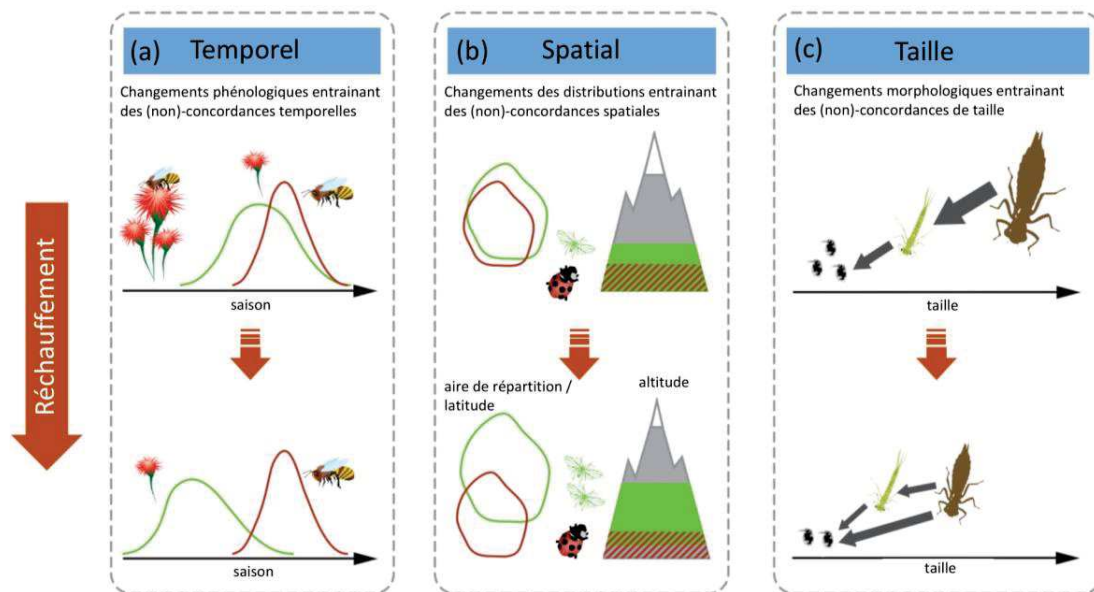 (a) Temporel
Changements phénologiques entrainant
des (non)-concordances temporelles
saison
saison
(b) Spatial
Changements des distributions entrainant
des (non)-concordances spatiales
aire de répartition /
latitude
altitude
(c) Taille
Changements morphologiques entrainant
des (non)-concordances de taille
taille
taille
Réchauffement